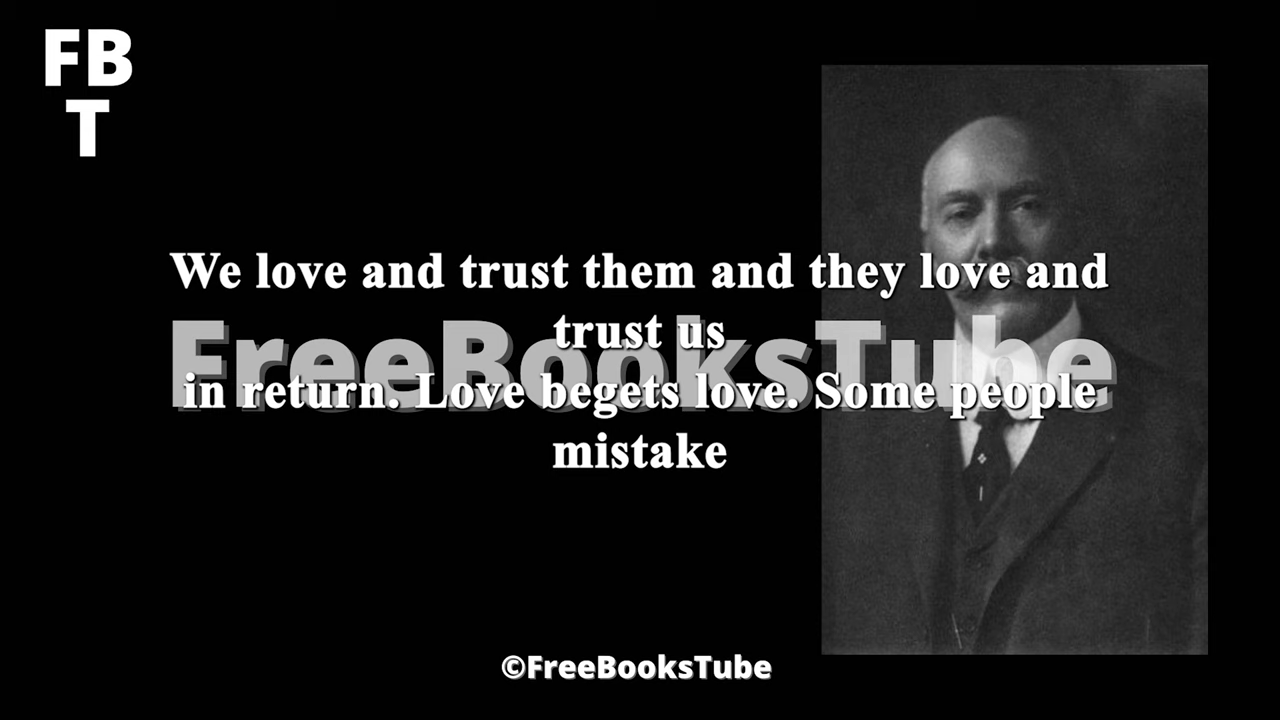 FB
T
We love and trust them and they love and
trust us
FreeBooksTube
in return. Love begets love. Some people
mistake
©FreeBooksTube